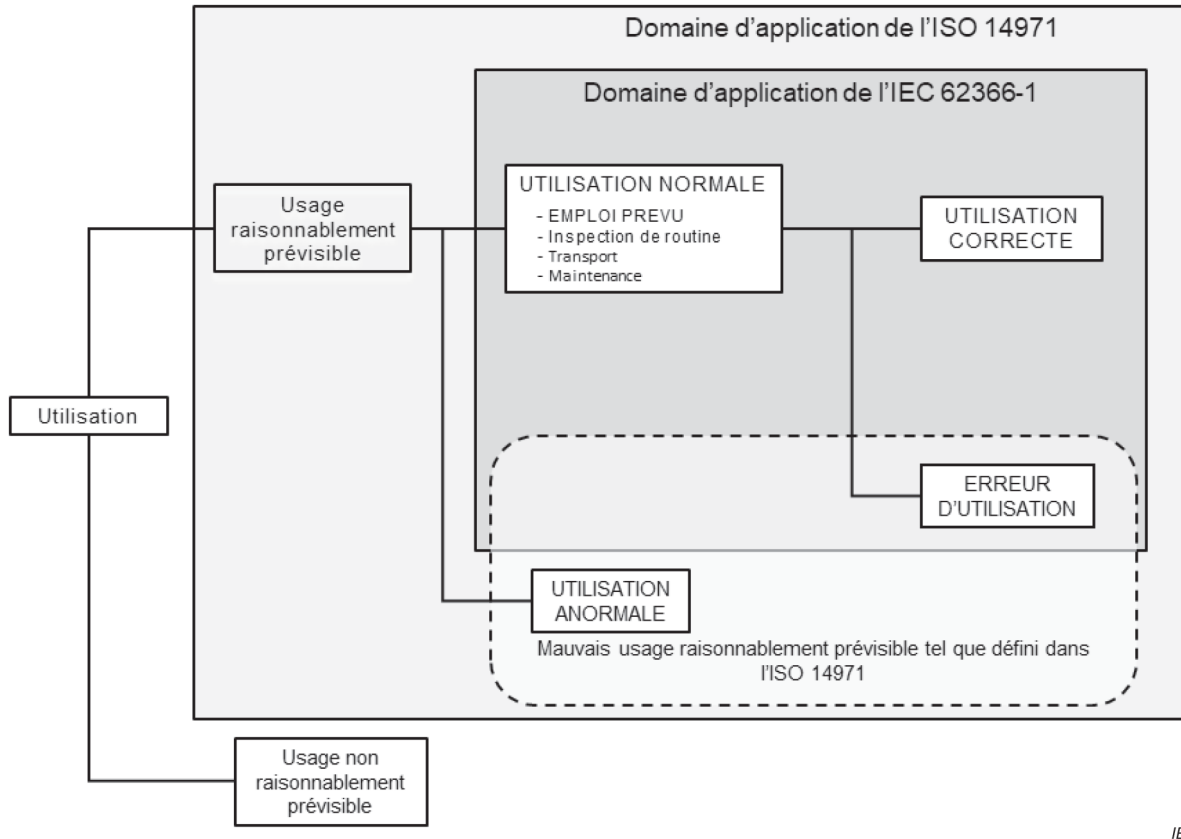 Domaine d'application de l'ISO 14971
Domaine d'application de l'IEC 62366-1
Usage
raisonnablement
prévisible
UTILISATION NORMALE
- EMPLOI PREVU
- Inspection de routine
- Transport
- Maintenance
UTILISATION
CORRECTE
Utilisation
ERREUR
D'UTILISATION
UTILISATION
ANORMALE
Mauvais usage raisonnablement prévisible tel que défini dans
l'ISO 14971
Usage non
raisonnablement
prévisible